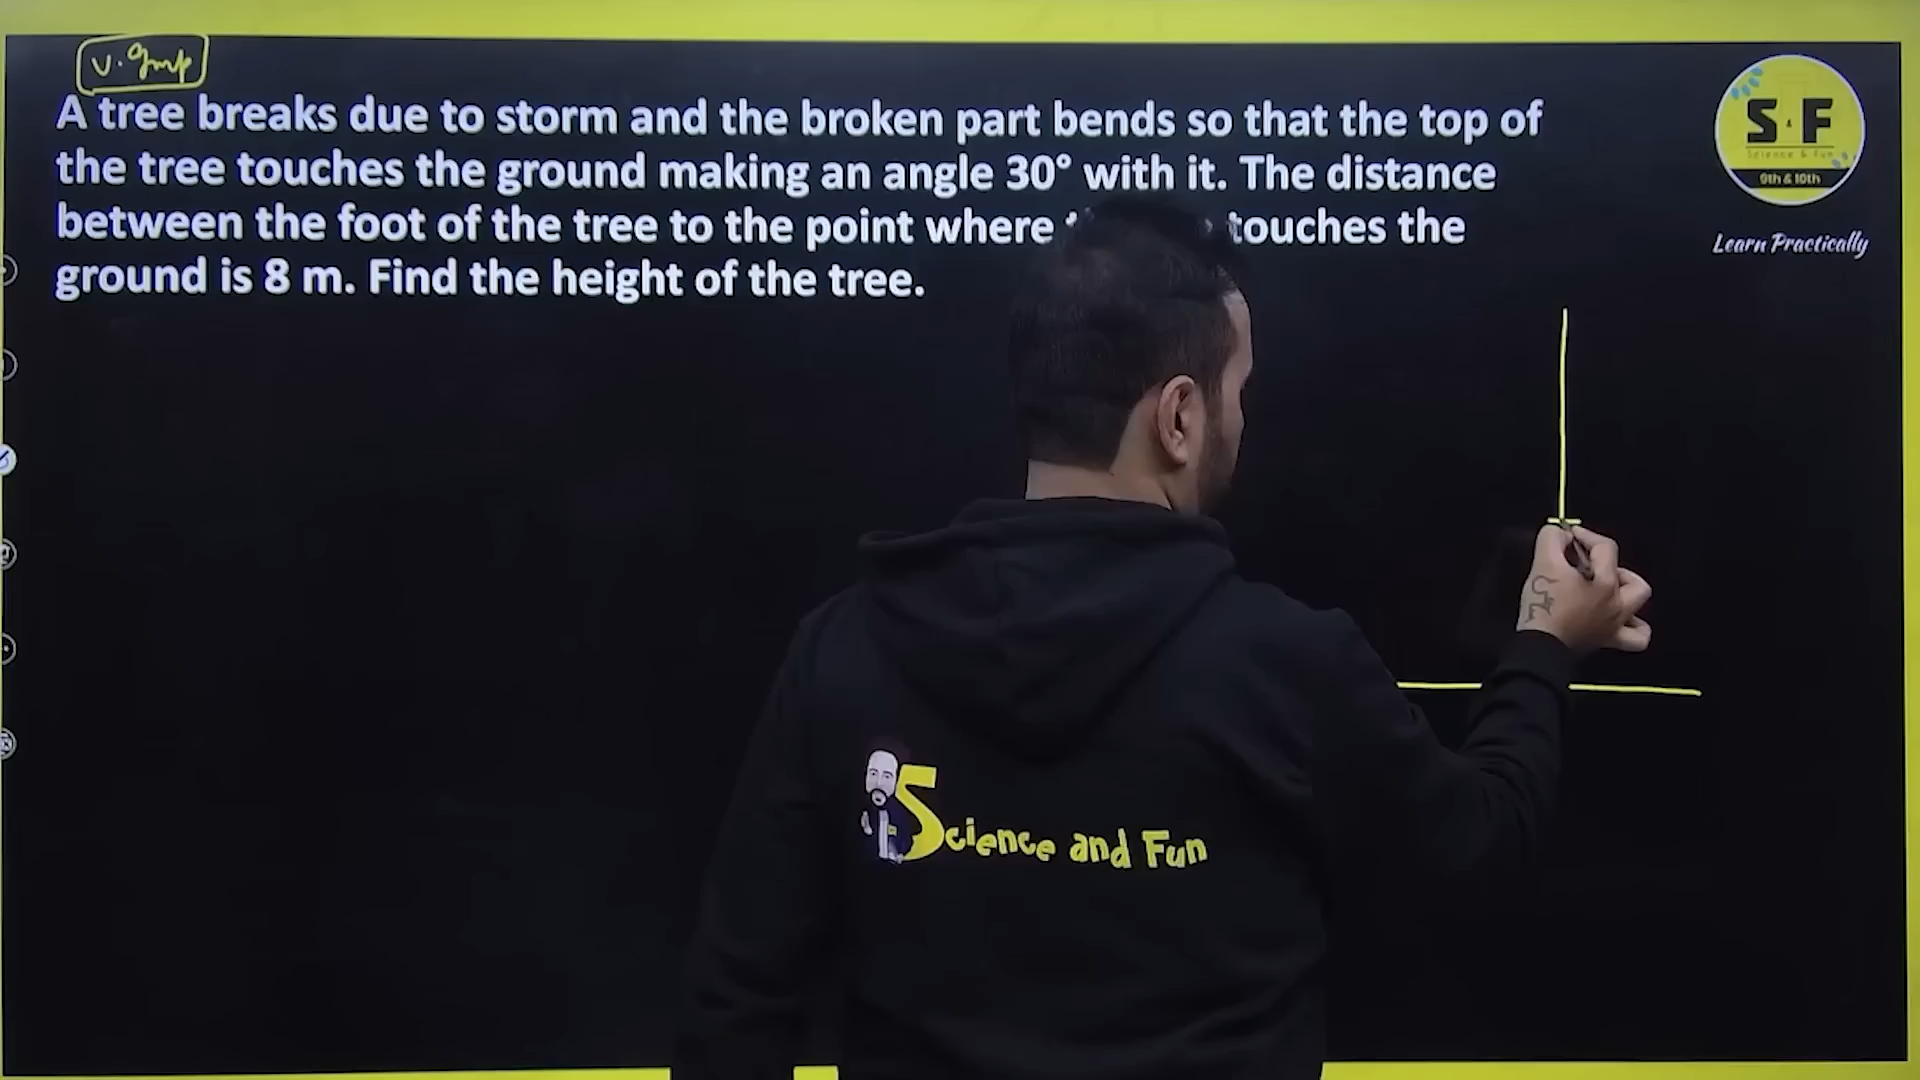 v. Imp
A tree breaks due to storm and the broken part bends so that the top of
the tree touches the ground making an angle 30° with it. The distance
between the foot of the tree to the point where touches the
ground is 8 m. Find the height of the tree.
S & F
Science & Fun
9th & 10th
Learn Practically
Science and Fun